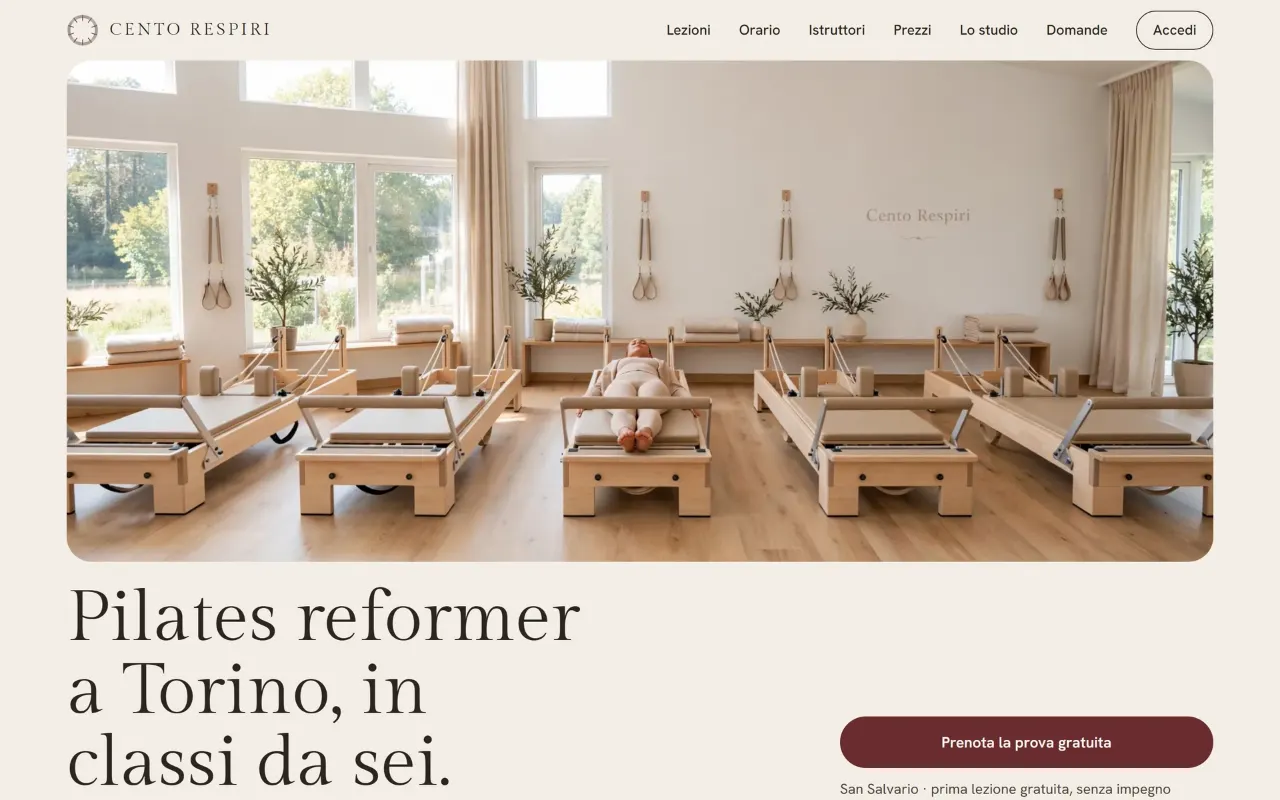 CENTO RESPIRI
Lezioni
Orario
Istruttori
Prezzi
Lo studio
Domande
Accedi
Cento Respiri
Pilates reformer
a Torino, in
classi da sei.
Prenota la prova gratuita
San Salvario · prima lezione gratuita, senza impegno